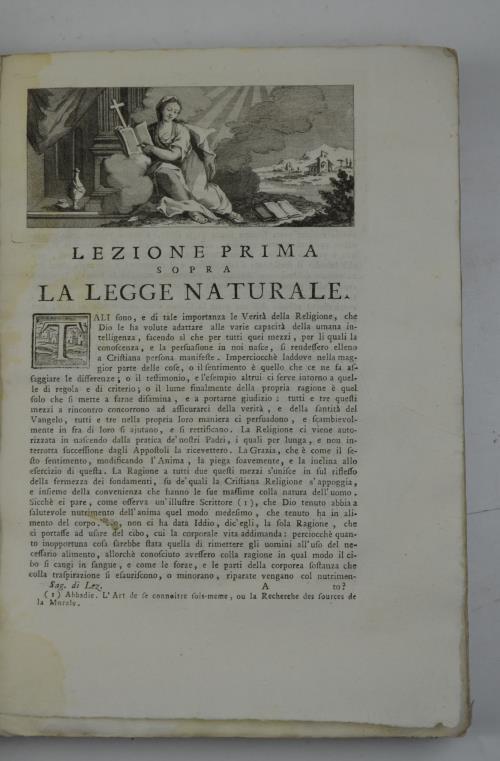 LEZIONE PRIMA
SOPRA
LA LEGGE NATURALE.
TALI sono, e di tale importanza le Verità della Religione, che
Dio le ha volute adattare alle varie capacità della umana in-
telligenza, facendo sì che per tutti quei mezzi, per li quali la
conoscenza, e la persuasione in noi nasce, si rendessero elleno
a Cristiana persona manifeste. Imperciocchè laddove nella mag-
gior parte delle cose, o il sentimento è quello che ce ne fa as-
saggiare le differenze; o il testimonio, e l'esempio altrui ci serve intorno a quel-
le di regola e di criterio; o il lume finalmente della propria ragione è quel
solo che si mette a farne disamina, e a portarne giudizio: tutti e tre questi
mezzi a rincontro concorrono ad assicurarci della verità, e della santità del
Vangelo, tutti e tre nella propria loro maniera ci persuadono, e scambievol-
mente in fra di loro si ajutano, e si rettificano. La Religione ci viene auto-
rizzata in nascendo dalla pratica de' nostri Padri, i quali per lunga, e non in-
terrotta successione dagli Appostoli la ricevettero. La Grazia, che è come il se-
sto sentimento, modificando l'Anima, la piega soavemente, e la inclina allo
esercizio di questa. La Ragione a tutti due questi mezzi s'unisce in sul riflesso
della fermezza dei fondamenti, su de' quali la Cristiana Religione s'appoggia,
e insieme della convenienza che hanno le sue massime colla natura dell'uomo.
Sicchè ei pare, come osserva un'illustre Scrittore (1), che Dio tenuto abbia a
salutevole nutrimento dell'anima quel modo medesimo, che tenuto ha in ali-
mento del corpo. non ci ha data Iddio, dic'egli, la sola Ragione, che
ci portasse ad usare del cibo, cui la corporale vita addimanda: perciocchè quan-
to inopportuna cosa sarebbe stata quella di rimettere gli uomini all'uso del ne-
cessario alimento, allorchè conosciuto avessero colla ragione in qual modo il ci-
bo si cangi in sangue, e come le forze, e le parti della corporea sostanza che
colla traspirazione si esauriscono, o minorano, riparate vengano col nutrimen-
Sag. di Lez. A to?
(1) Abbadie. L'Art de se connoitre sois-meme, ou la Recherche des sources de
la Morale.